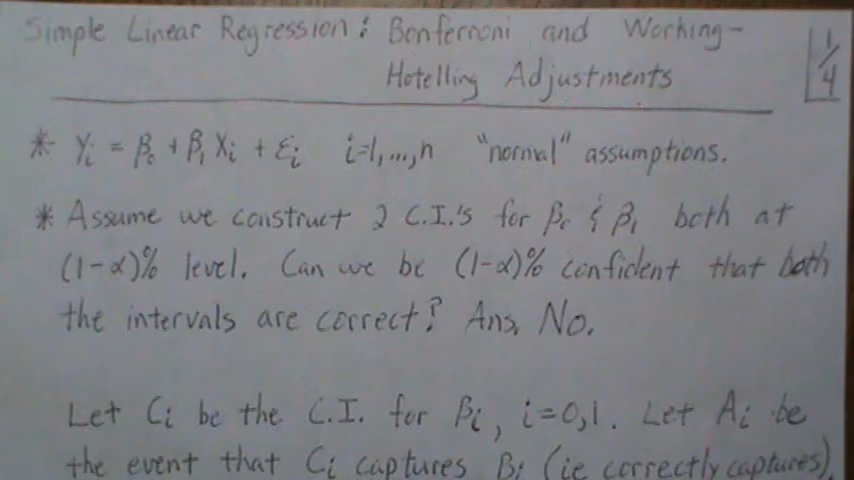 Simple Linear Regression: Bonferroni and Working-
Hotelling Adjustments
1/4
* Yi = β0 + β1 Xi + εi i=1,...,n "normal" assumptions.
* Assume we construct 2 C.I.'s for β0 & β1 both at
(1-α)% level. Can we be (1-α)% confident that both
the intervals are correct? Ans. No.
Let Ci be the C.I. for βi, i=0,1. Let Ai be
the event that Ci captures βi (ie correctly captures)